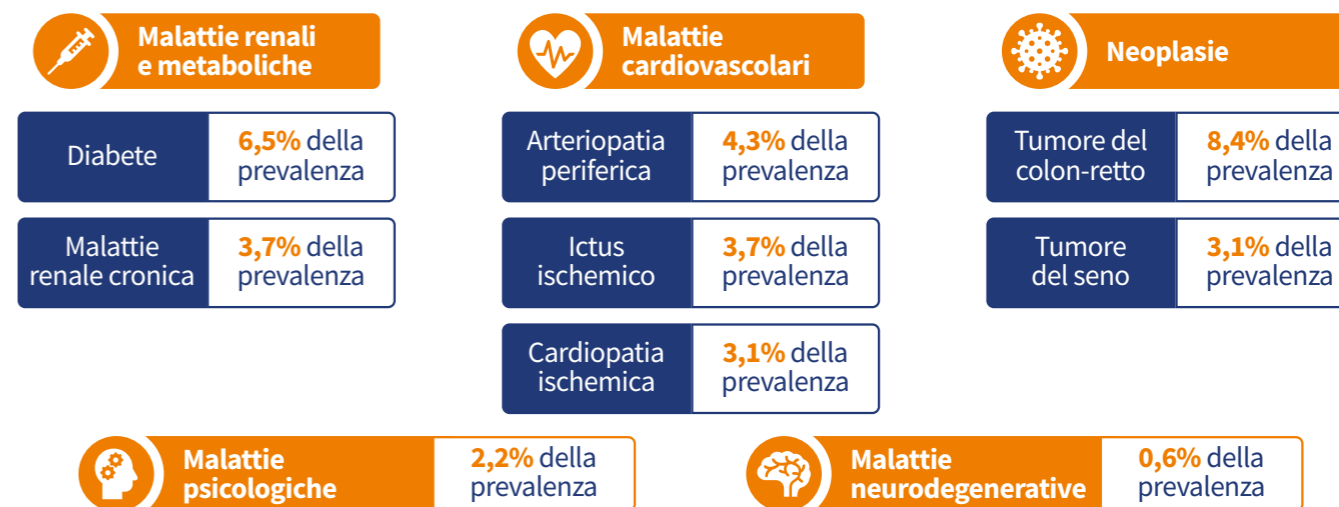 Malattie renali
e metaboliche
Diabete
6,5% della
prevalenza
Malattie
renale cronica
3,7% della
prevalenza
Malattie
cardiovascolari
Arteriopatia
periferica
4,3% della
prevalenza
Ictus
ischemico
3,7% della
prevalenza
Cardiopatia
ischemica
3,1% della
prevalenza
Neoplasie
Tumore del
colon-retto
8,4% della
prevalenza
Tumore
del seno
3,1% della
prevalenza
Malattie
psicologiche
2,2% della
prevalenza
Malattie
neurodegenerative
0,6% della
prevalenza